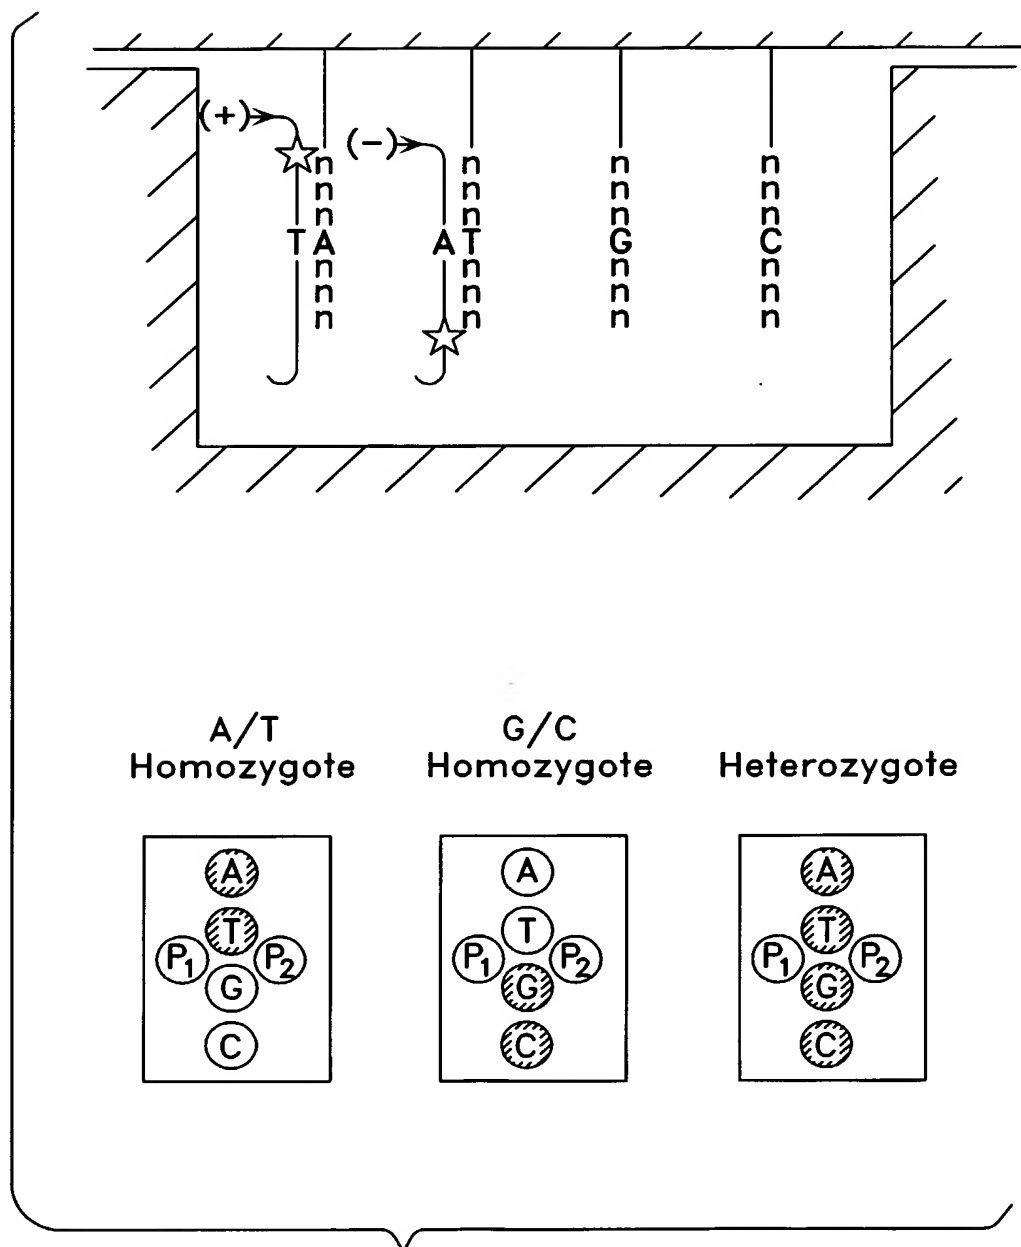 (+)
(-)
n n n n
n n n n
n n n n
T A A T G C
n n n n
n n n n
n n n n
A/T G/C
Homozygote Homozygote Heterozygote
A A A
T T T
P1 P2 P1 P2 P1 P2
G G G
C C C